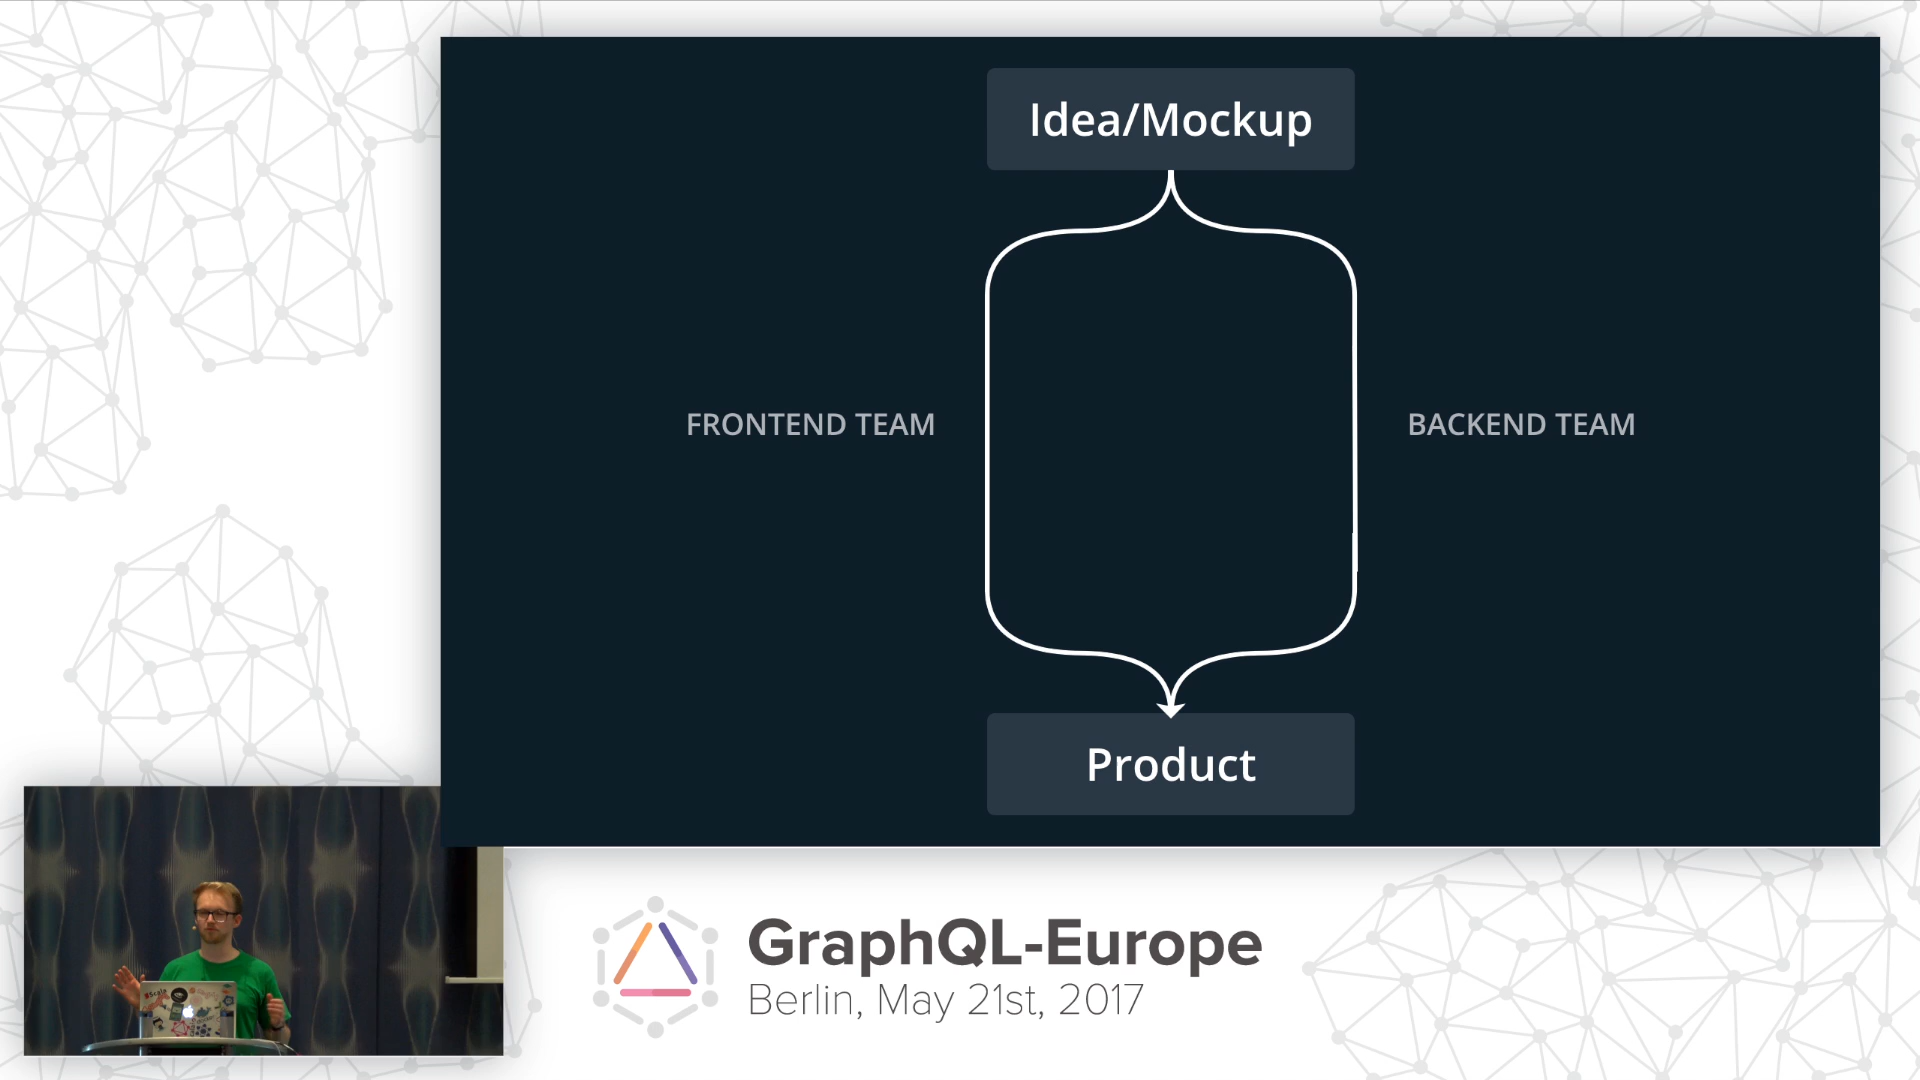 Idea/Mockup
FRONTEND TEAM
BACKEND TEAM
Product
GraphQL-Europe
Berlin, May 21st, 2017